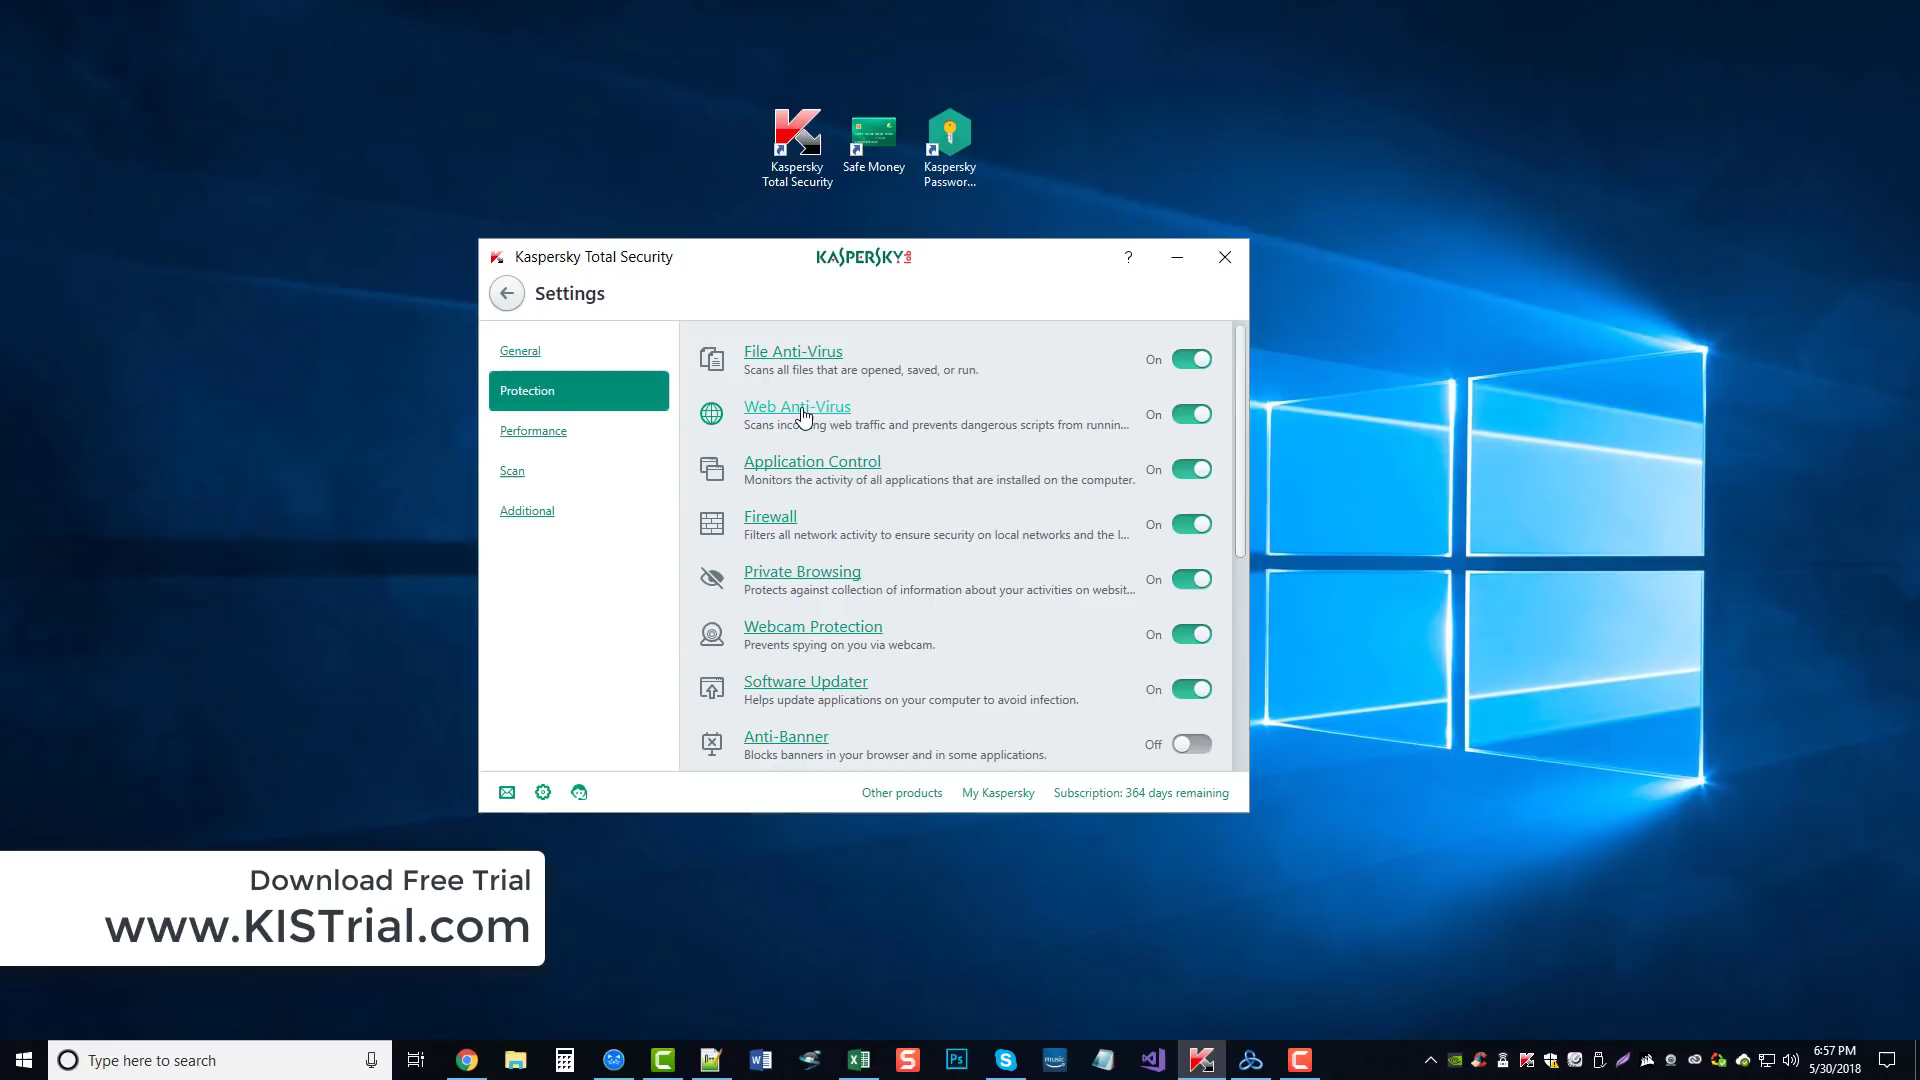 Kaspersky
Total Security
Safe Money
Kaspersky
Passwor...
Kaspersky Total Security
KASPERSKY lab
?
Settings
General
Protection
Performance
Scan
Additional
File Anti-Virus
Scans all files that are opened, saved, or run.
On
Web Anti-Virus
Scans incoming web traffic and prevents dangerous scripts from runnin...
On
Application Control
Monitors the activity of all applications that are installed on the computer.
On
Firewall
Filters all network activity to ensure security on local networks and the I...
On
Private Browsing
Protects against collection of information about your activities on websit...
On
Webcam Protection
Prevents spying on you via webcam.
On
Software Updater
Helps update applications on your computer to avoid infection.
On
Anti-Banner
Blocks banners in your browser and in some applications.
Off
Other products
My Kaspersky
Subscription: 364 days remaining
Download Free Trial
www.KISTrial.com
Type here to search
Ps
music
6:57 PM
5/30/2018